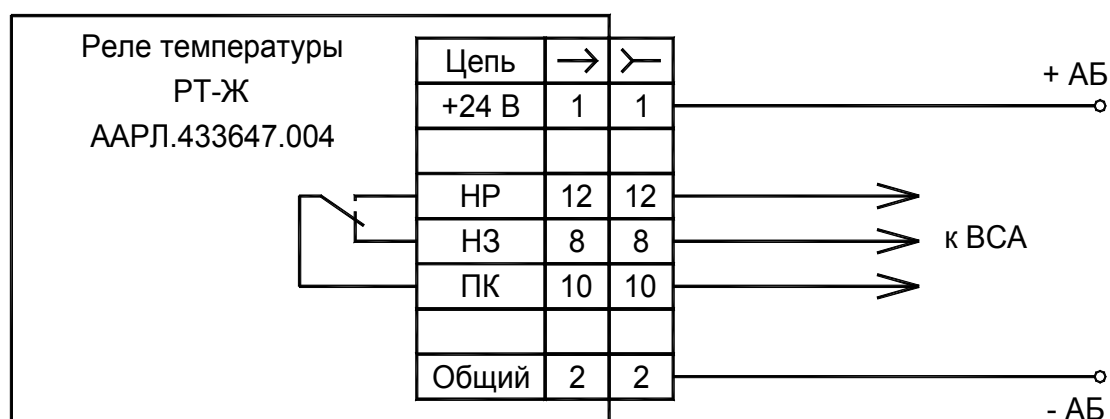 Реле температуры
РТ-Ж
ААРЛ.433647.004
Цепь
+24 В 1 1
+ АБ
НР 12 12
НЗ 8 8
к ВСА
ПК 10 10
Общий 2 2
- АБ